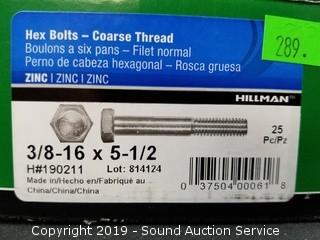 Hex Bolts – Coarse Thread
Boulons a six pans – Filet normal
Perno de cabeza hexagonal – Rosca gruesa
ZINC | ZINC | ZINC
289.
HILLMAN
25
Pc/Pz
3/8-16 x 5-1/2
H#190211 Lot: 814124
Made in/Hecho en/Fabriqué au
China/China/China
0 37504 00061 8
Copyright 2019 - Sound Auction Service